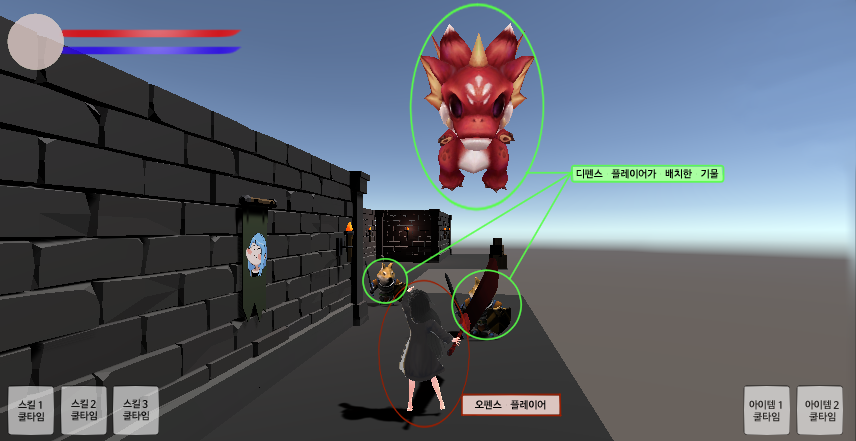 디펜스 플레이어가 배치한 기물
오펜스 플레이어
스킬 1
쿨타임
스킬 2
쿨타임
스킬 3
쿨타임
아이템 1
쿨타임
아이템 2
쿨타임